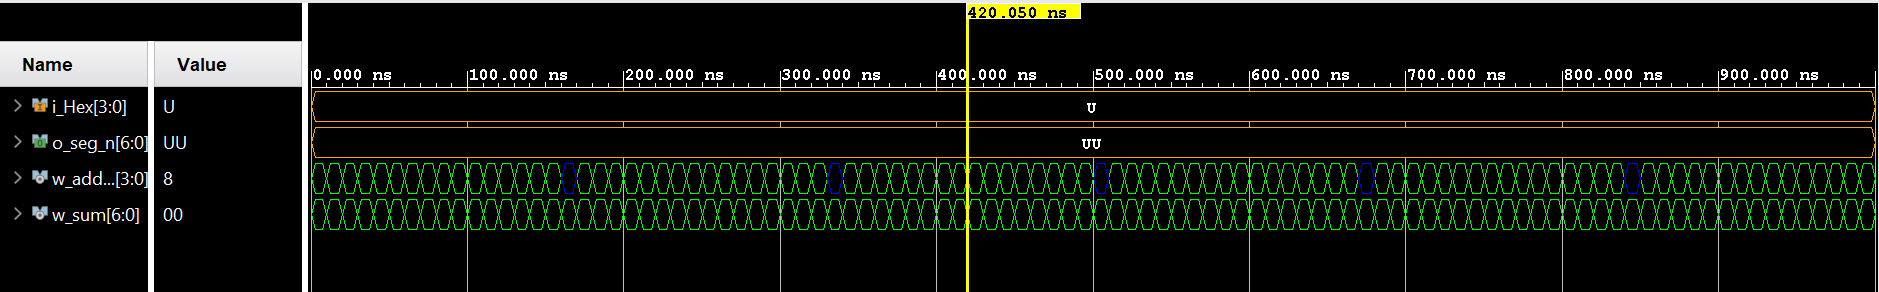 420.050 ns
Name Value
0.000 ns 100.000 ns 200.000 ns 300.000 ns 400.000 ns 500.000 ns 600.000 ns 700.000 ns 800.000 ns 900.000 ns
i_Hex[3:0] U U
o_seg_n[6:0] UU UU
w_add...[3:0] 8
w_sum[6:0] 00